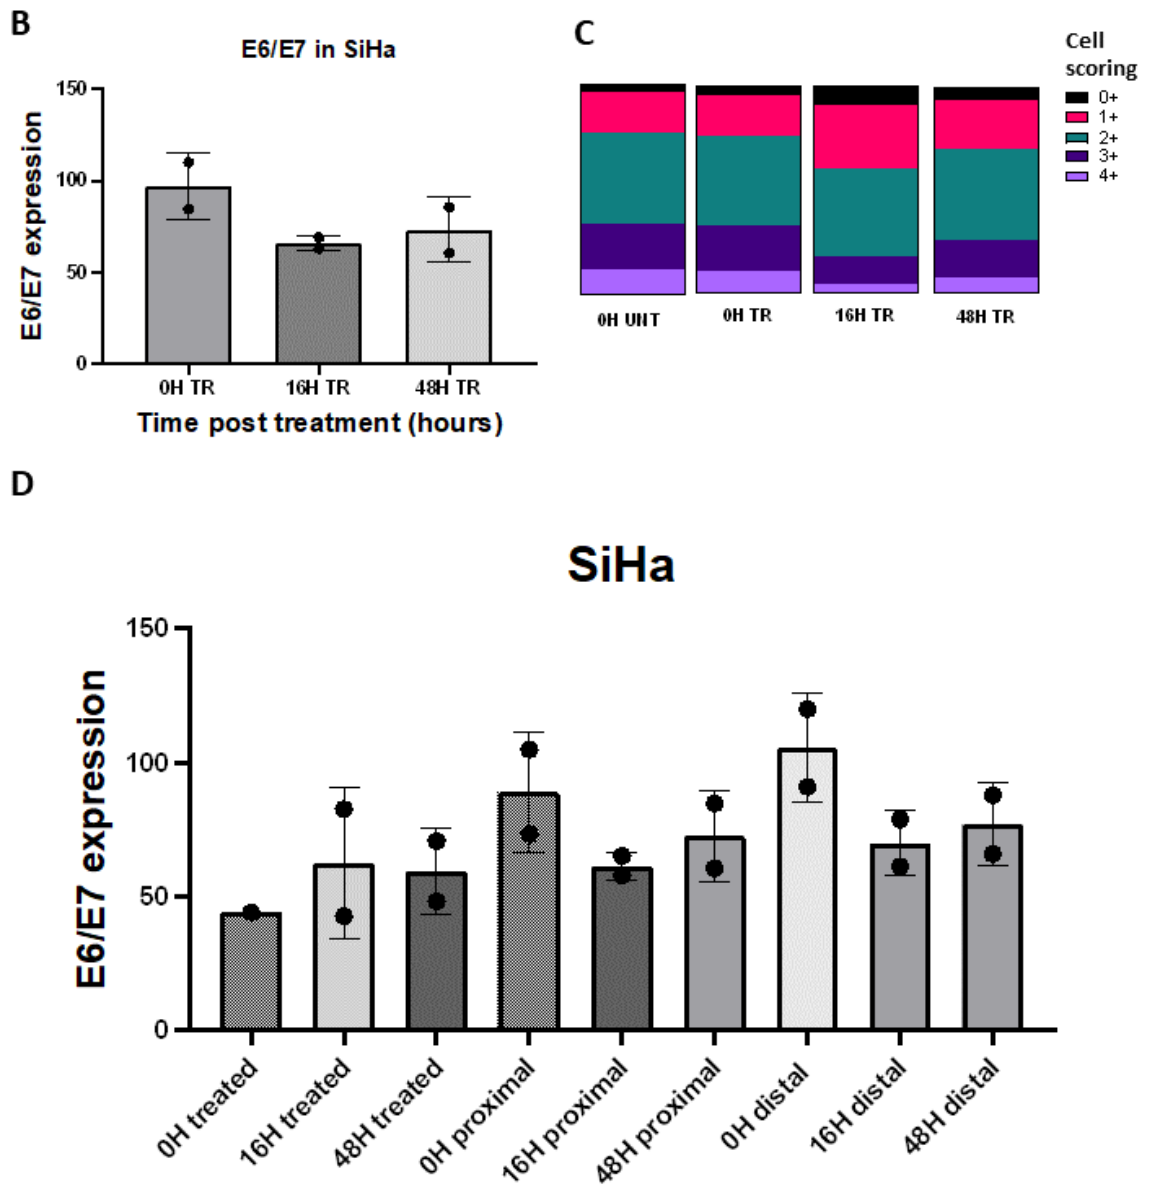 B
E6/E7 in SiHa
150
100
50
0
E6/E7 expression
0H TR 16H TR 48H TR
Time post treatment (hours)
C
Cell
scoring
0+
1+
2+
3+
4+
0H UNT 0H TR 16H TR 48H TR
D
SiHa
150
100
50
0
E6/E7 expression
0H treated
16H treated
48H treated
0H proximal
16H proximal
48H proximal
0H distal
16H distal
48H distal